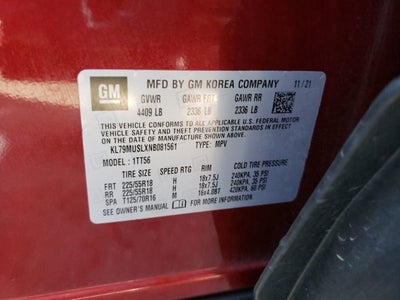 GM
MFD BY GM KOREA COMPANY 11/21
GVWR GAWR FRT GAWR RR
4409 LB 2336 LB 2336 LB
THIS VEHICLE CONFORMS TO ALL APPLICABLE U.S. FEDERAL MOTOR
VEHICLE SAFETY, BUMPER, AND THEFT PREVENTION STANDARDS IN EFFECT
ON THE DATE OF MANUFACTURE SHOWN ABOVE.
KL79MUSLXNB081561 TYPE: MPV
MODEL: 1TT56
TIRE SIZE SPEED RTG RIM COLD TIRE PRESSURE
FRT 225/55R18 H 18x7.5J 240KPA, 35 PSI
RR 225/55R18 H 18x7.5J 240KPA, 35 PSI
SPA T125/70R16 M 16x4.0BT 420KPA, 60 PSI
SEE OWNER'S MANUAL FOR MORE INFORMATION.